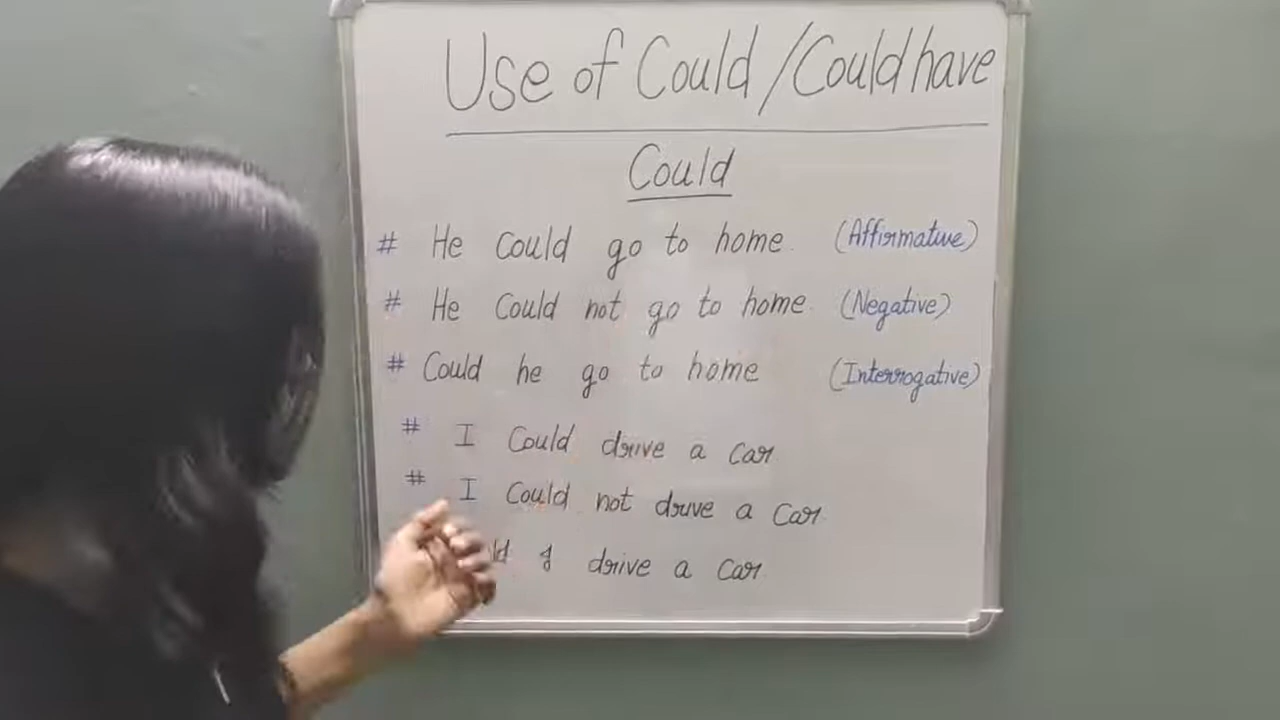 Use of Could / Could have
Could
# He Could go to home. (Affirmative)
# He Could not go to home. (Negative)
# Could he go to home (Interrogative)
# I Could drive a car
# I Could not drive a car.
I drive a car.